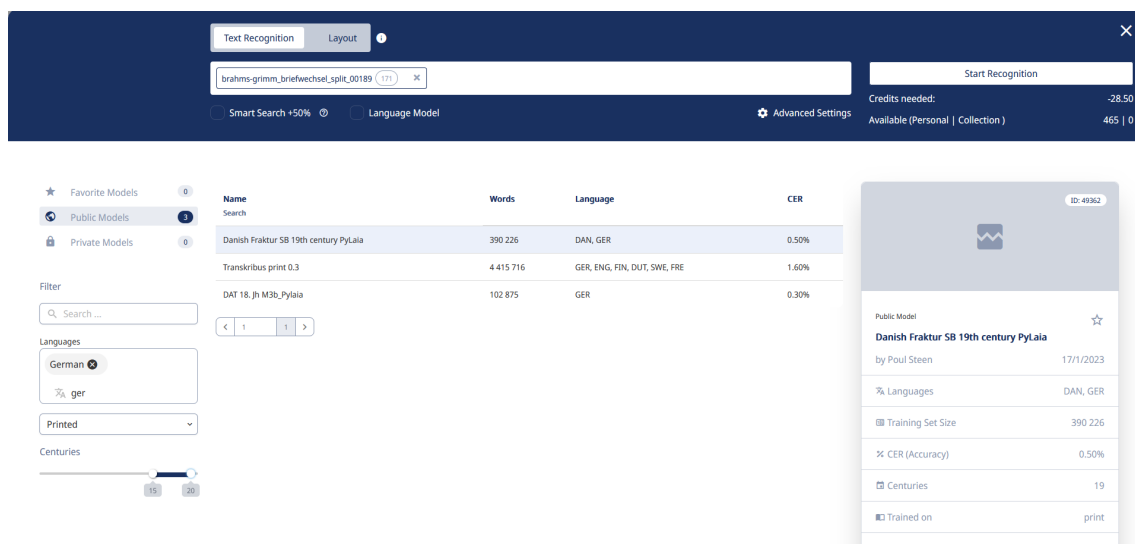 Text Recognition Layout
brahms-grimm_briefwechsel_split_00189 171
Smart Search +50% Language Model Advanced Settings
Start Recognition
Credits needed: -28.50
Available (Personal | Collection ) 465 | 0
Favorite Models 0
Public Models 3
Private Models 0
Filter
Search ...
Languages
German
ger
Printed
Centuries
15 20
Name Words Language CER
Search
Danish Fraktur SB 19th century PyLaia 390 226 DAN, GER 0.50%
Transkribus print 0.3 4 415 716 GER, ENG, FIN, DUT, SWE, FRE 1.60%
DAT 18. Jh M3b_Pylaia 102 875 GER 0.30%
1 1
ID: 49362
Public Model
Danish Fraktur SB 19th century PyLaia
by Poul Steen 17/1/2023
Languages DAN, GER
Training Set Size 390 226
CER (Accuracy) 0.50%
Centuries 19
Trained on print